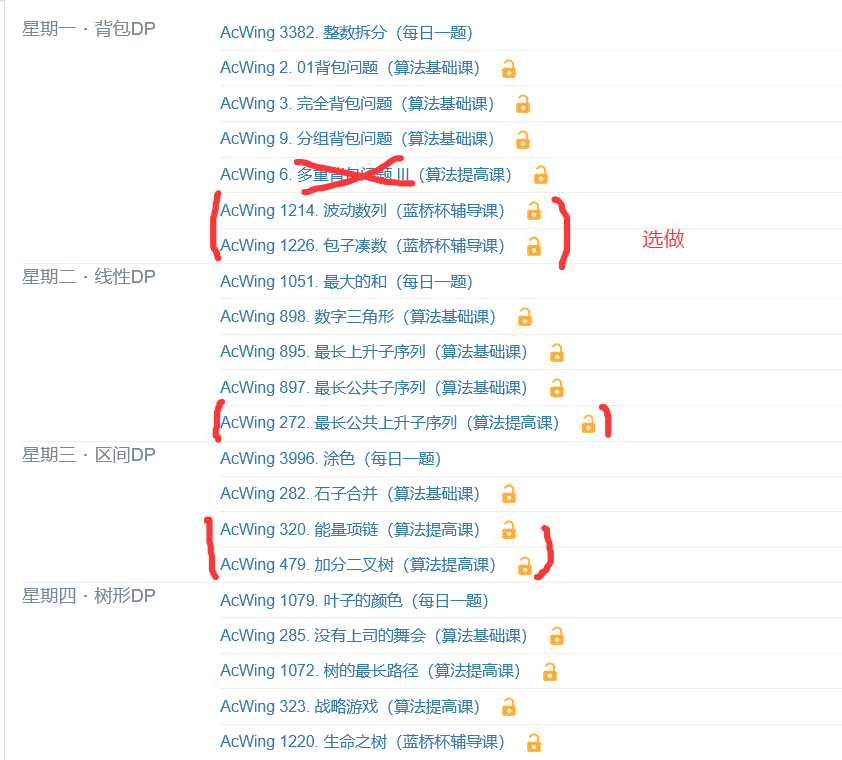 星期一 · 背包DP
AcWing 3382. 整数拆分（每日一题）
AcWing 2. 01背包问题（算法基础课）
AcWing 3. 完全背包问题（算法基础课）
AcWing 9. 分组背包问题（算法基础课）
AcWing 6. 多重背包问题 III（算法提高课）
AcWing 1214. 波动数列（蓝桥杯辅导课）
选做
AcWing 1226. 包子凑数（蓝桥杯辅导课）
星期二 · 线性DP
AcWing 1051. 最大的和（每日一题）
AcWing 898. 数字三角形（算法基础课）
AcWing 895. 最长上升子序列（算法基础课）
AcWing 897. 最长公共子序列（算法基础课）
AcWing 272. 最长公共上升子序列（算法提高课）
星期三 · 区间DP
AcWing 3996. 涂色（每日一题）
AcWing 282. 石子合并（算法基础课）
AcWing 320. 能量项链（算法提高课）
AcWing 479. 加分二叉树（算法提高课）
星期四 · 树形DP
AcWing 1079. 叶子的颜色（每日一题）
AcWing 285. 没有上司的舞会（算法基础课）
AcWing 1072. 树的最长路径（算法提高课）
AcWing 323. 战略游戏（算法提高课）
AcWing 1220. 生命之树（蓝桥杯辅导课）